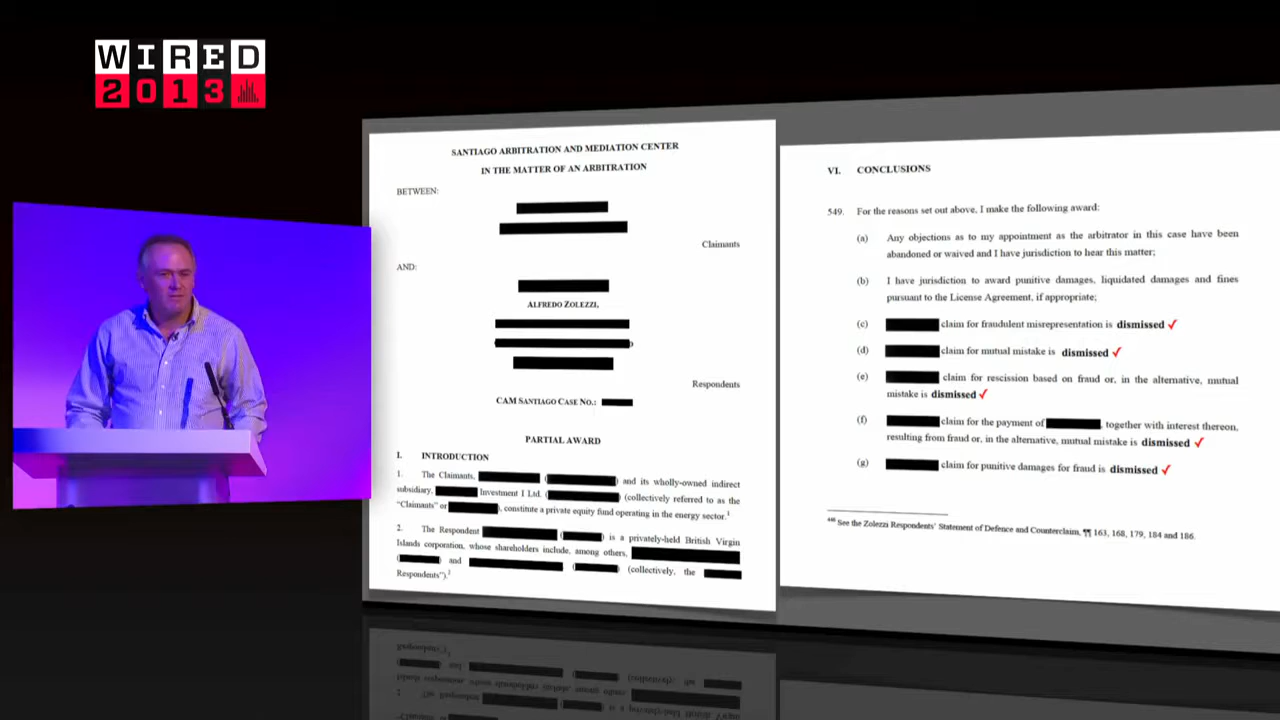 WIRED
2013
SANTIAGO ARBITRATION AND MEDIATION CENTER
IN THE MATTER OF AN ARBITRATION
BETWEEN:
Claimants
AND:
ALFREDO ZOLEZZI,
Respondents
CAM SANTIAGO CASE NO.:
PARTIAL AWARD
I. INTRODUCTION
1. The Claimants, ( ) and its wholly-owned indirect
subsidiary, Investment I Ltd. ( (collectively referred to as the
“Claimants” or ), constitute a private equity fund operating in the energy sector.1
2. The Respondent ( ) is a privately-held British Virgin
Islands corporation, whose shareholders include, among others,
( ) and ( (collectively, the
Respondents”).2
VI. CONCLUSIONS
549. For the reasons set out above, I make the following award:
(a) Any objections as to my appointment as the arbitrator in this case have been
abandoned or waived and I have jurisdiction to hear this matter;
(b) I have jurisdiction to award punitive damages, liquidated damages and fines
pursuant to the License Agreement, if appropriate;
(c) claim for fraudulent misrepresentation is dismissed ✓
(d) claim for mutual mistake is dismissed ✓
(e) claim for rescission based on fraud or, in the alternative, mutual
mistake is dismissed ✓
(f) claim for the payment of , together with interest thereon,
resulting from fraud or, in the alternative, mutual mistake is dismissed ✓
(g) claim for punitive damages for fraud is dismissed ✓
See the Zolezzi Respondents’ Statement of Defence and Counterclaim, ¶¶ 163, 168, 179, 184 and 186.